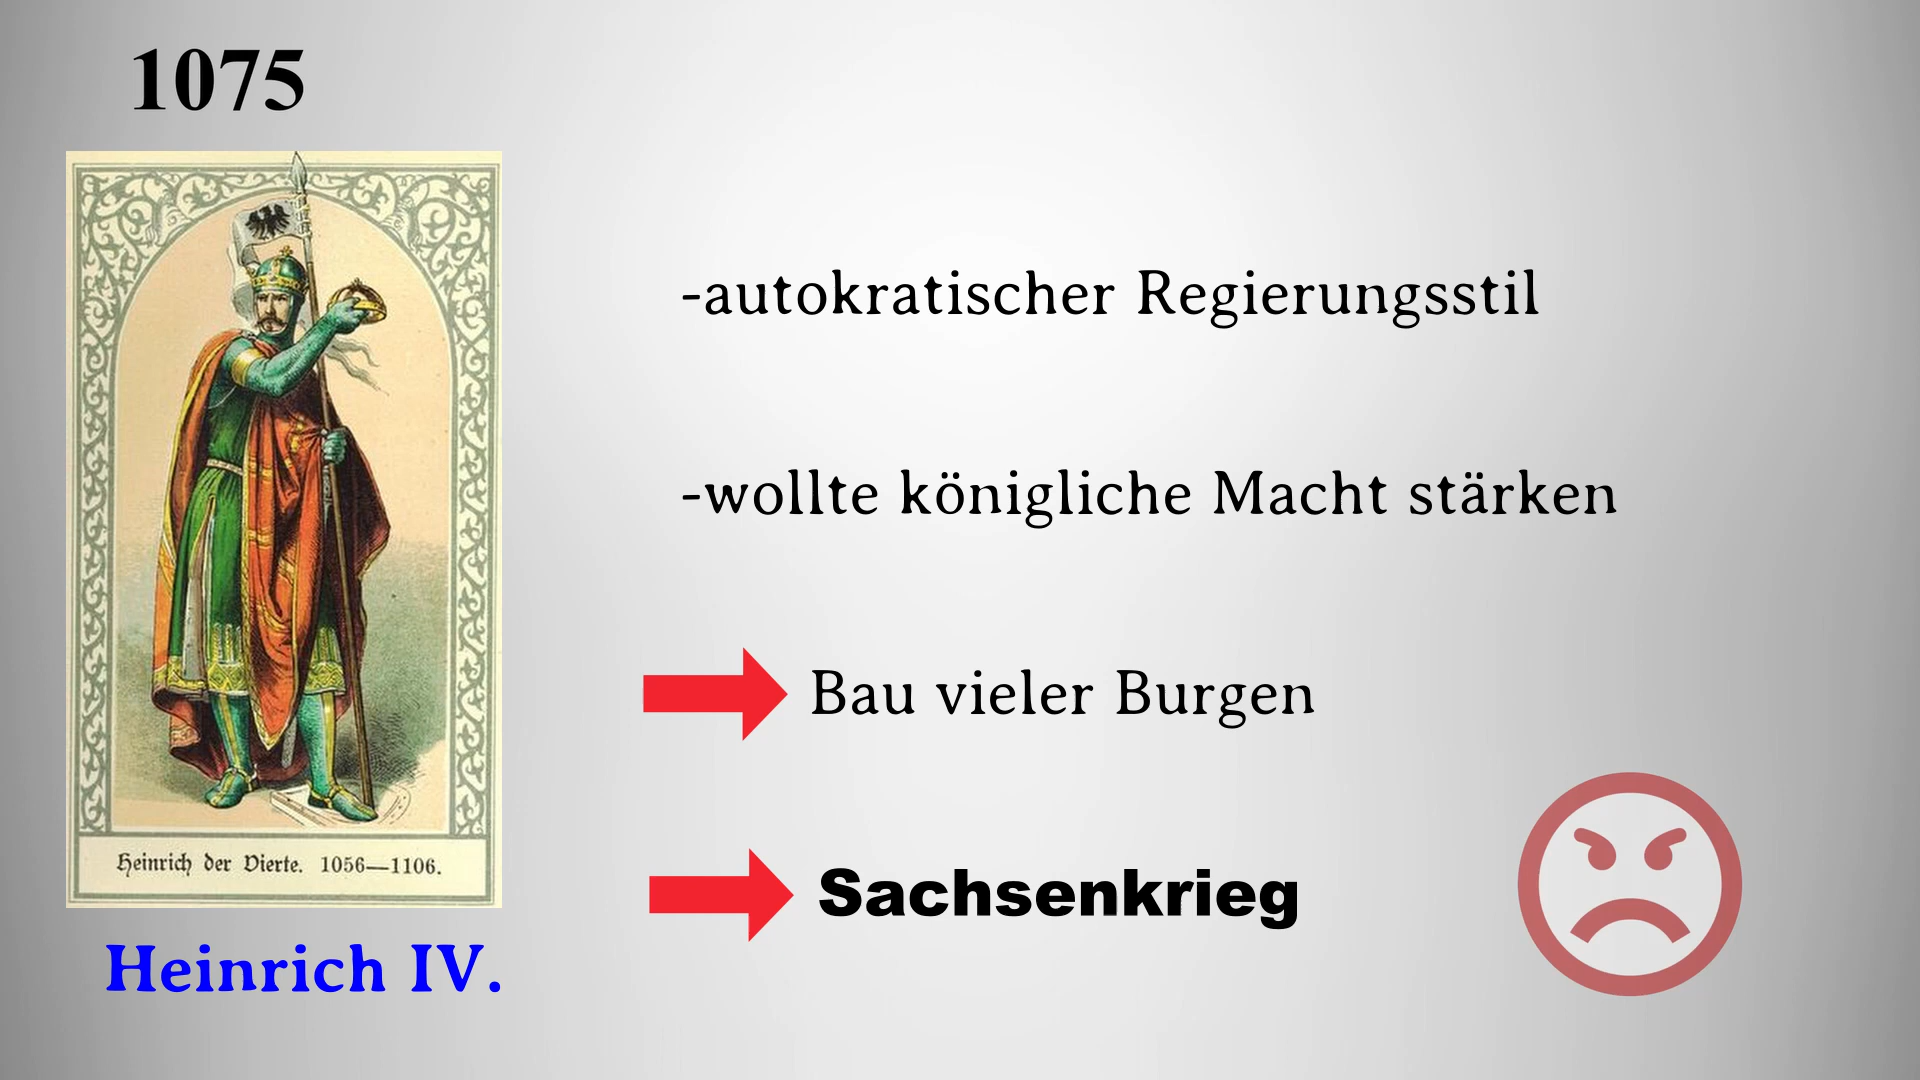 1075
-autokratischer Regierungsstil
-wollte königliche Macht stärken
Bau vieler Burgen
Sachsenkrieg
Heinrich der Vierte. 1056—1106.
Heinrich IV.